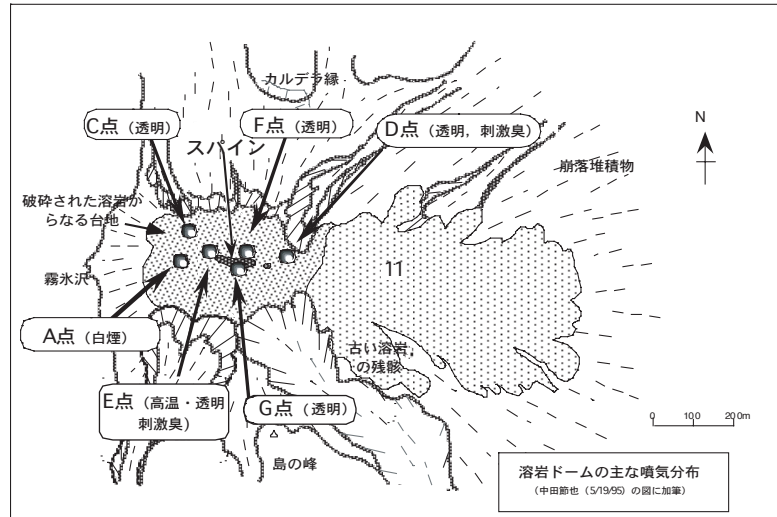 カルデラ縁
N
C点（透明）
F点（透明）
D点（透明，刺激臭）
スパイン
崩落堆積物
破砕された溶岩か
らなる台地
霧氷沢
11
A点（白煙）
古い溶岩
の残骸
E点（高温・透明
刺激臭）
G点（透明）
島の峰
0 100 200m
溶岩ドームの主な噴気分布
（中田節也（5/19/95）の図に加筆）